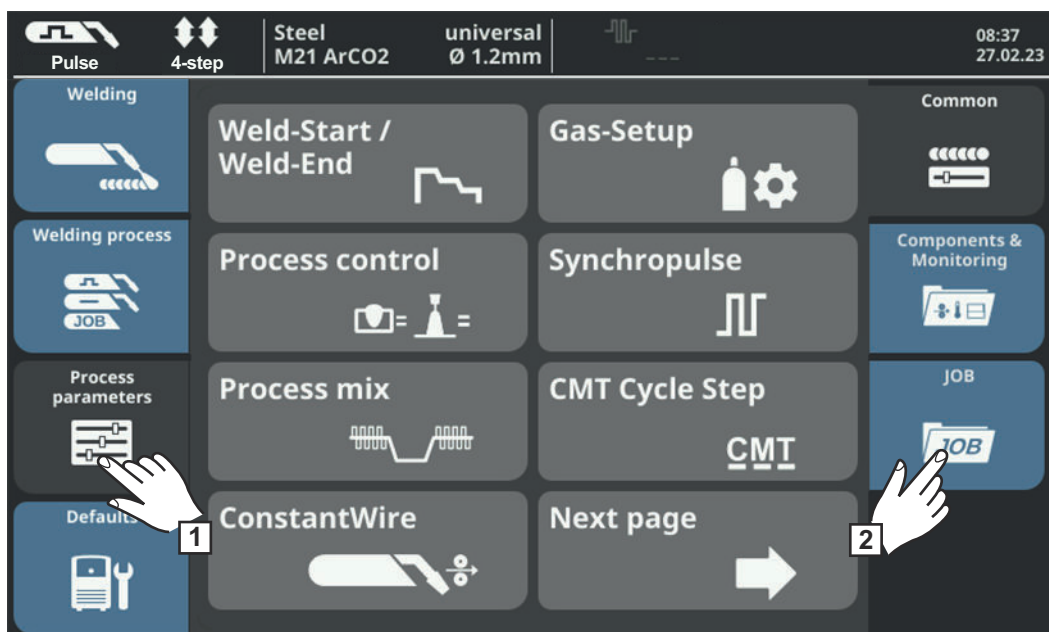 Pulse
4-step
Steel universal
M21 ArCO2 Ø 1.2mm
---
08:37
27.02.23
Welding
Welding process
JOB
Process
parameters
Defaults
1
Weld-Start /
Weld-End
Gas-Setup
Process control
= =
Synchropulse
Process mix
CMT Cycle Step
CMT
ConstantWire
Next page
Common
Components &
Monitoring
JOB
JOB
2